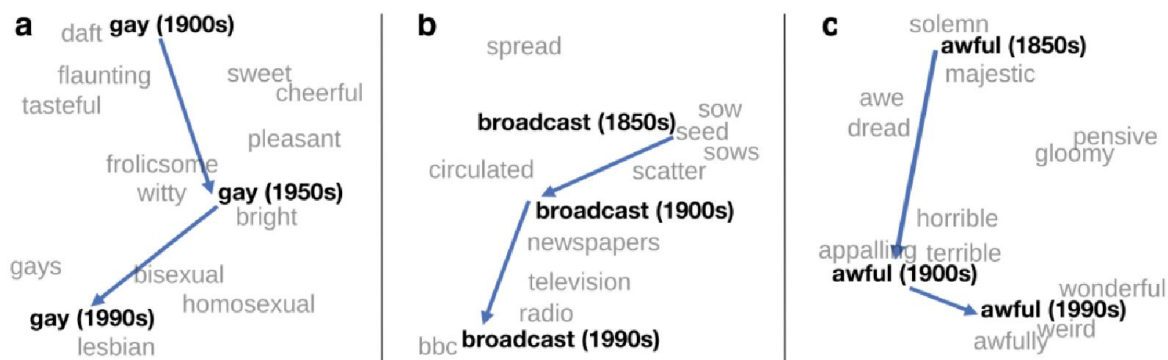 a
daft gay (1900s)
flaunting
sweet
tasteful
cheerful
pleasant
frolicsome
witty
gay (1950s)
bright
gays
bisexual
homosexual
gay (1990s)
lesbian
b
spread
sow
broadcast (1850s)
seed
sows
circulated
scatter
broadcast (1900s)
newspapers
television
radio
bbc broadcast (1990s)
c
solemn
awful (1850s)
majestic
awe
dread
pensive
gloomy
horrible
appalling terrible
awful (1900s)
wonderful
awful (1990s)
weird
awfully